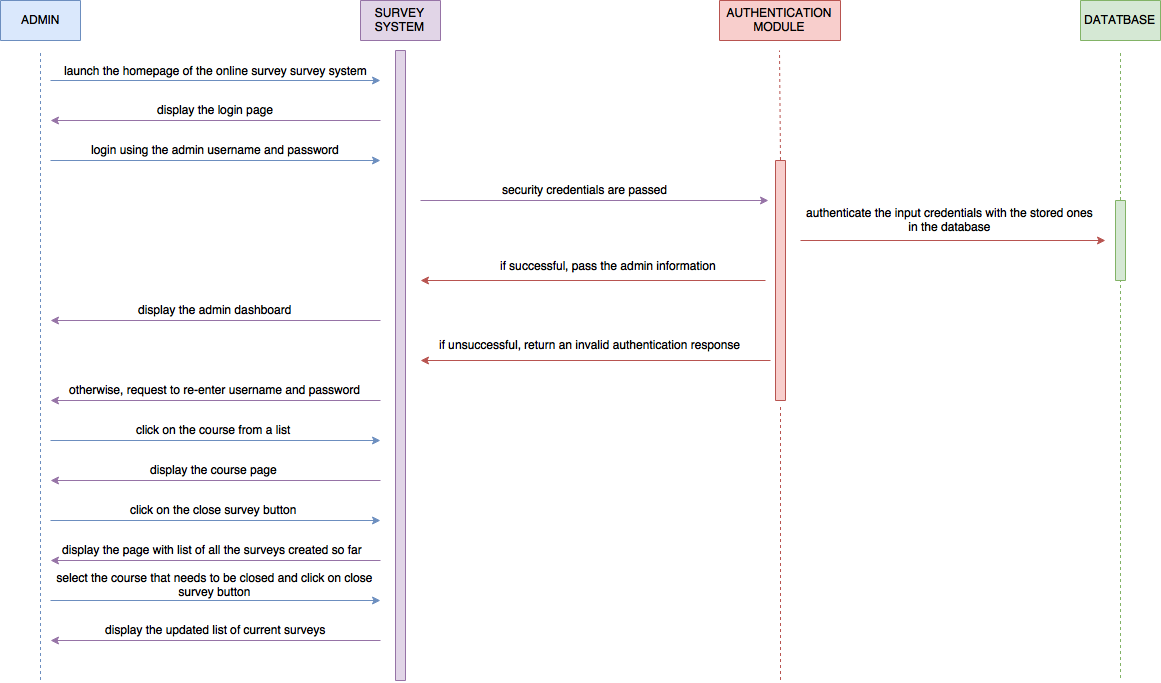 ADMIN
SURVEY
SYSTEM
AUTHENTICATION
MODULE
DATATBASE
launch the homepage of the online survey survey system
display the login page
login using the admin username and password
security credentials are passed
authenticate the input credentials with the stored ones
in the database
if successful, pass the admin information
display the admin dashboard
if unsuccessful, return an invalid authentication response
otherwise, request to re-enter username and password
click on the course from a list
display the course page
click on the close survey button
display the page with list of all the surveys created so far
select the course that needs to be closed and click on close
survey button
display the updated list of current surveys